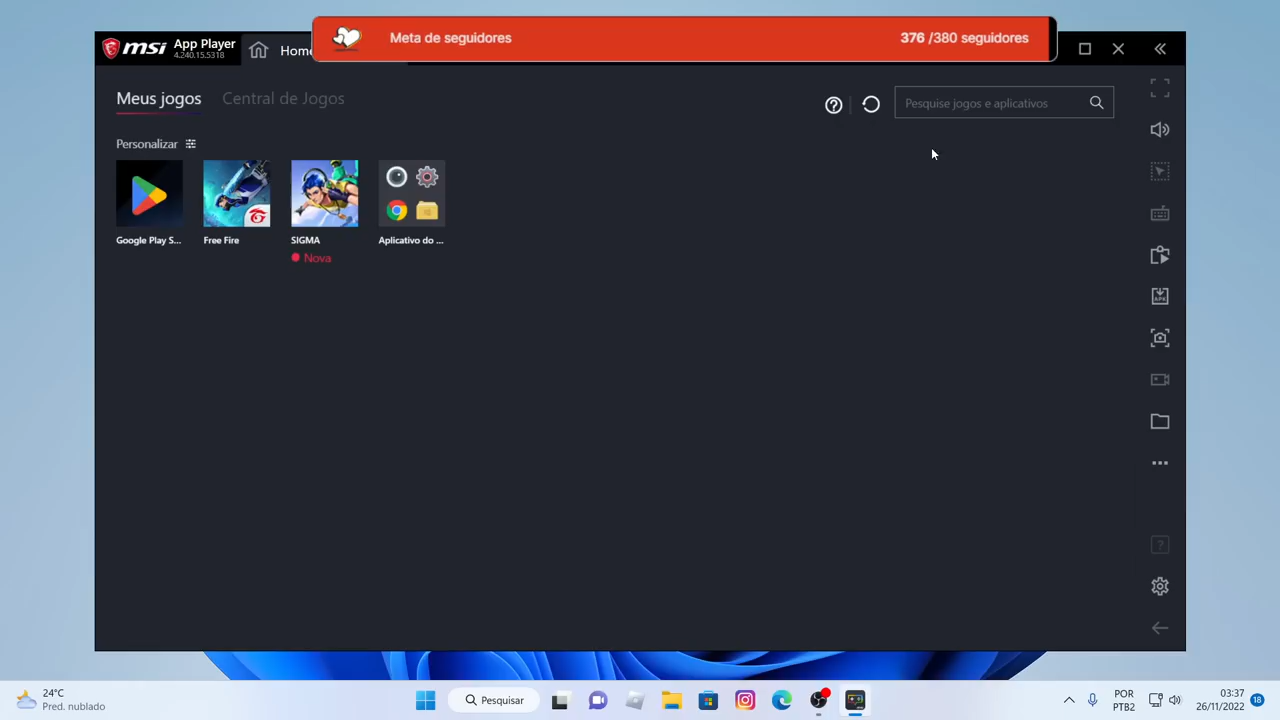 msi App Player
4.240.15.5318
Home
Meta de seguidores
376 /380 seguidores
Meus jogos
Central de Jogos
Pesquise jogos e aplicativos
Personalizar
Google Play S...
Free Fire
SIGMA
Aplicativo do ...
Nova
APK
24°C
Pred. nublado
Pesquisar
POR
PTB2
03:37
26/11/2022
18